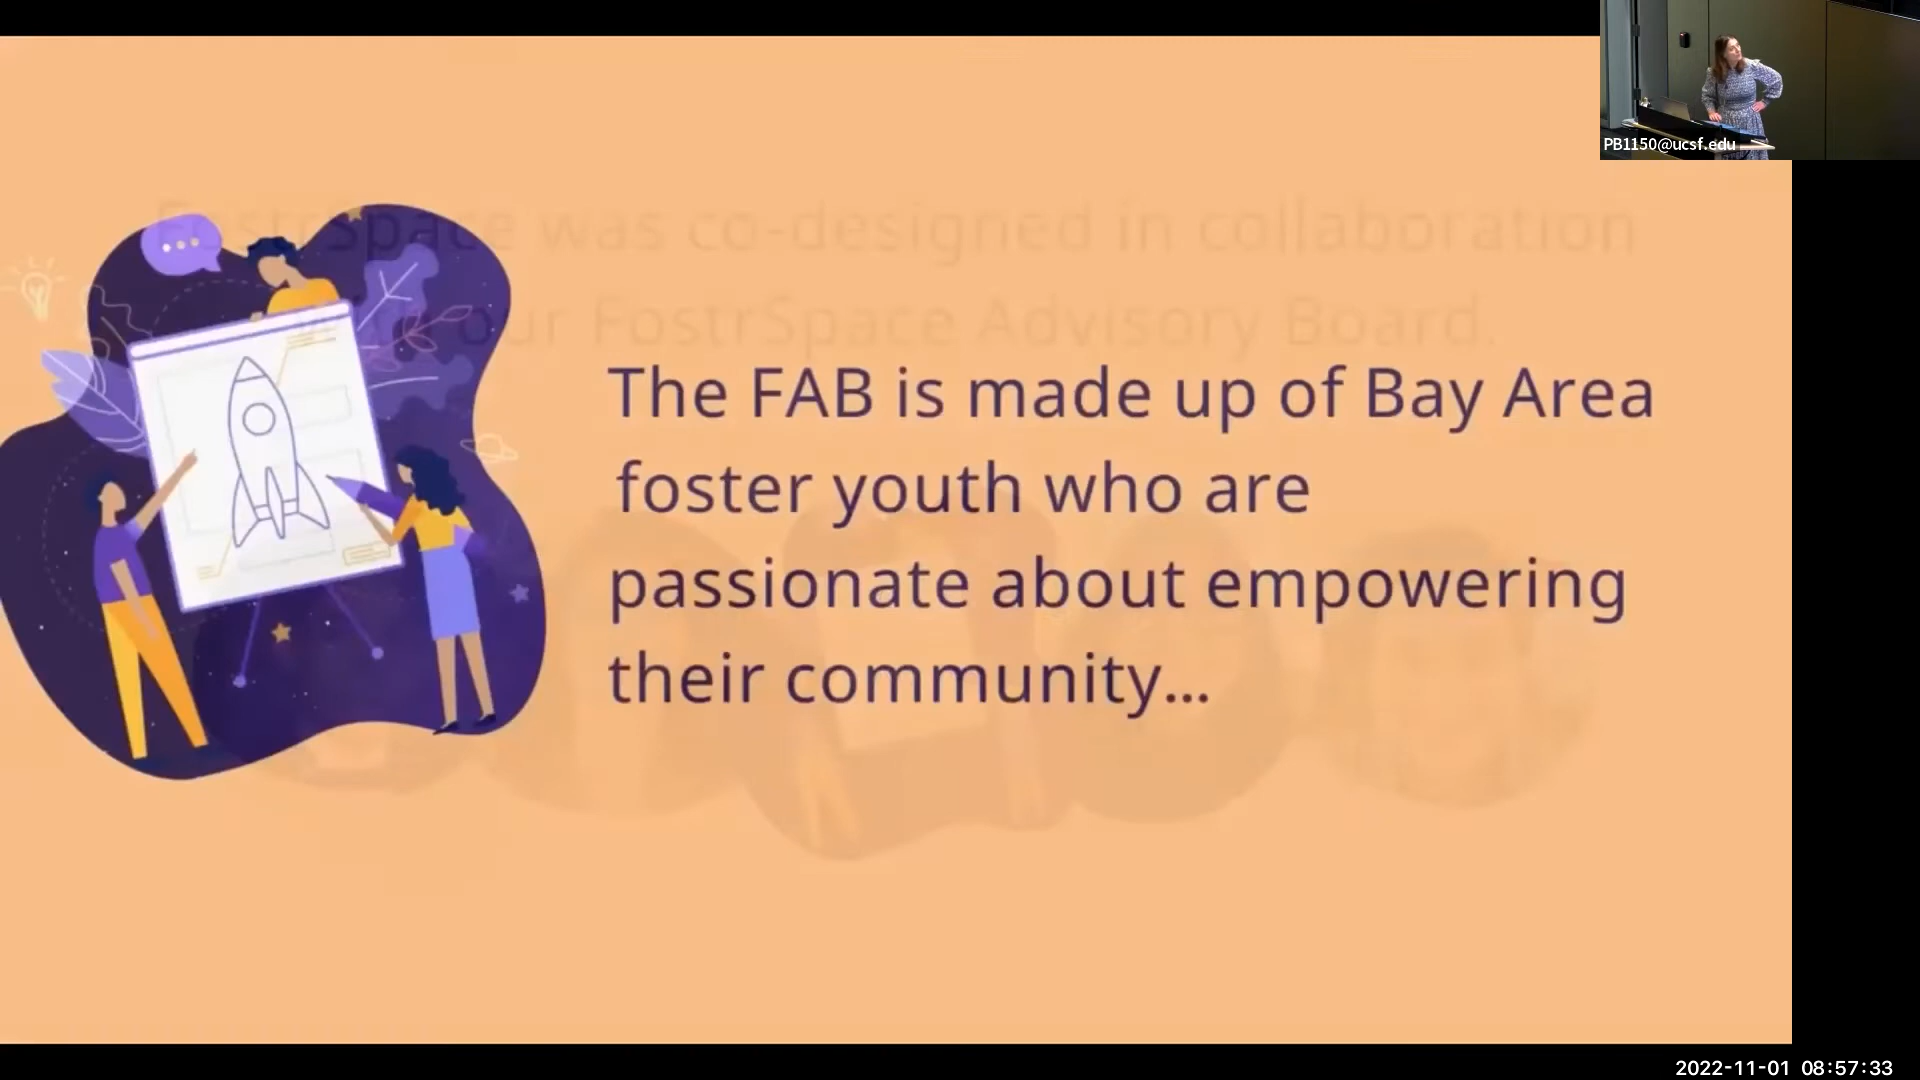 PB1150@ucsf.edu
FostrSpace was co-designed in collaboration
our FostrSpace Advisory Board.
The FAB is made up of Bay Area
foster youth who are
passionate about empowering
their community...
2022-11-01 08:57:33